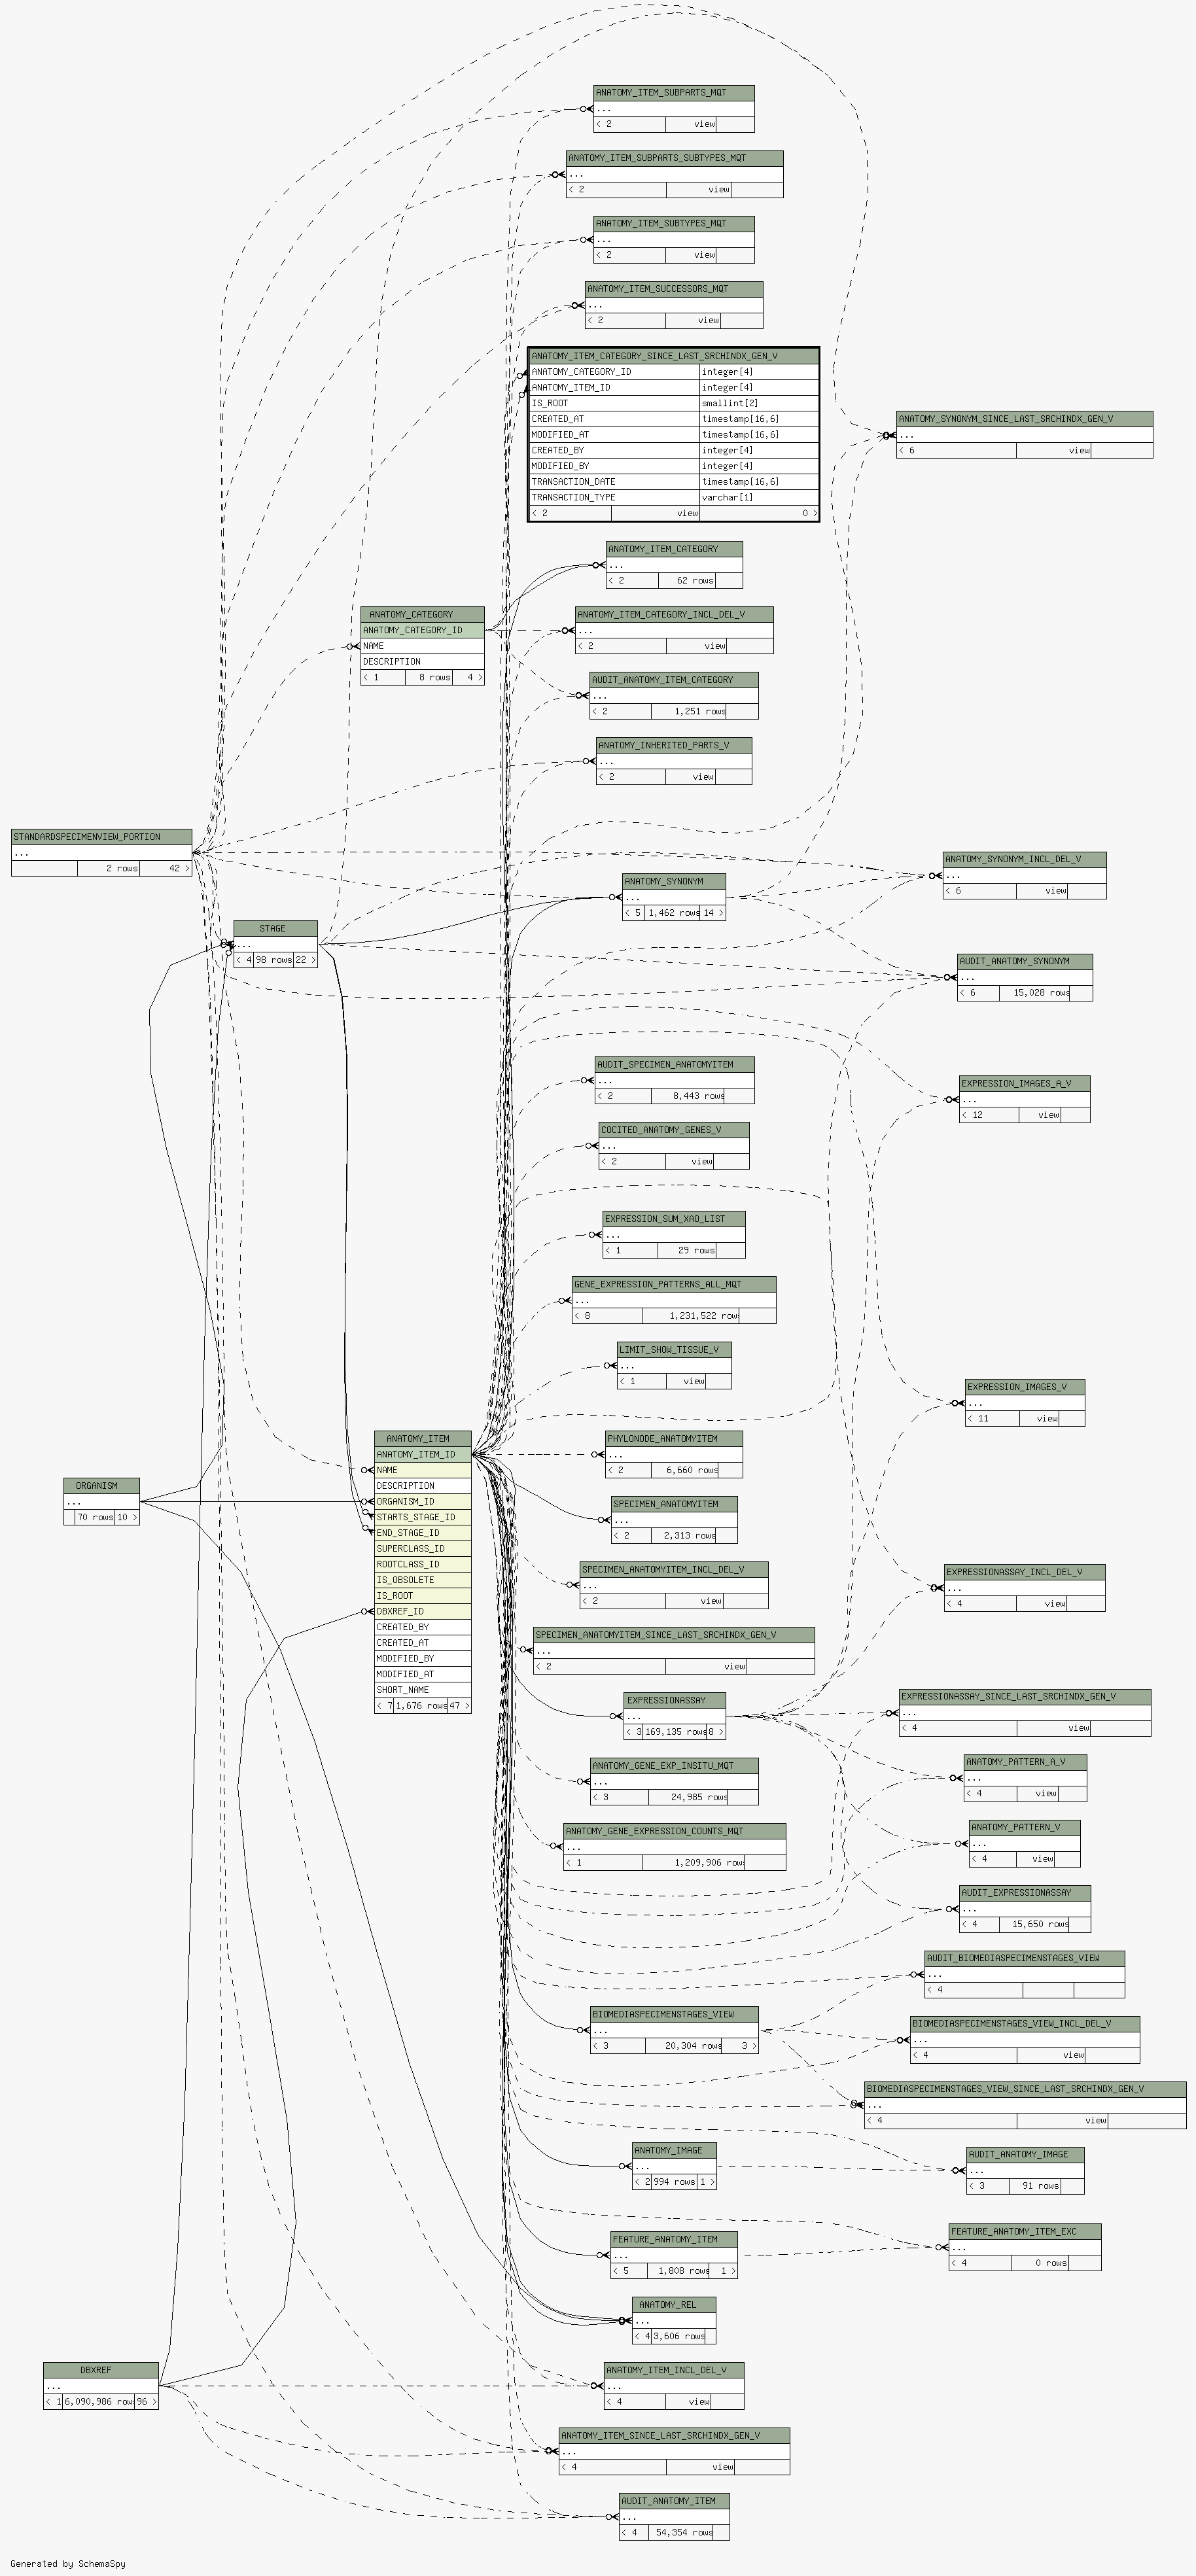 ANATOMY_ITEM_SUBPARTS_MQT
...
< 2 view
ANATOMY_ITEM_SUBPARTS_SUBTYPES_MQT
...
< 2 view
ANATOMY_ITEM_SUBTYPES_MQT
...
< 2 view
ANATOMY_ITEM_SUCCESSORS_MQT
...
< 2 view
ANATOMY_ITEM_CATEGORY_SINCE_LAST_SRCHINDX_GEN_V
ANATOMY_CATEGORY_ID integer[4]
ANATOMY_ITEM_ID integer[4]
IS_ROOT smallint[2]
CREATED_AT timestamp[16,6]
MODIFIED_AT timestamp[16,6]
CREATED_BY integer[4]
MODIFIED_BY integer[4]
TRANSACTION_DATE timestamp[16,6]
TRANSACTION_TYPE varchar[1]
< 2 view 0 >
ANATOMY_SYNONYM_SINCE_LAST_SRCHINDX_GEN_V
...
< 6 view
ANATOMY_ITEM_CATEGORY
...
< 2 62 rows
ANATOMY_CATEGORY
ANATOMY_CATEGORY_ID
NAME
DESCRIPTION
< 1 8 rows 4 >
ANATOMY_ITEM_CATEGORY_INCL_DEL_V
...
< 2 view
AUDIT_ANATOMY_ITEM_CATEGORY
...
< 2 1,251 rows
ANATOMY_INHERITED_PARTS_V
...
< 2 view
STANDARDSPECIMENVIEW_PORTION
...
2 rows 42 >
ANATOMY_SYNONYM_INCL_DEL_V
...
< 6 view
ANATOMY_SYNONYM
...
< 5 1,462 rows 14 >
STAGE
...
< 4 98 rows 22 >
AUDIT_ANATOMY_SYNONYM
...
< 6 15,028 rows
AUDIT_SPECIMEN_ANATOMYITEM
...
< 2 8,443 rows
EXPRESSION_IMAGES_A_V
...
< 12 view
COCITED_ANATOMY_GENES_V
...
< 2 view
EXPRESSION_SUM_XAO_LIST
...
< 1 29 rows
GENE_EXPRESSION_PATTERNS_ALL_MQT
...
< 8 1,231,522 rows
LIMIT_SHOW_TISSUE_V
...
< 1 view
EXPRESSION_IMAGES_V
...
< 11 view
ANATOMY_ITEM
ANATOMY_ITEM_ID
NAME
DESCRIPTION
ORGANISM_ID
STARTS_STAGE_ID
END_STAGE_ID
SUPERCLASS_ID
ROOTCLASS_ID
IS_OBSOLETE
IS_ROOT
DBXREF_ID
CREATED_BY
CREATED_AT
MODIFIED_BY
MODIFIED_AT
SHORT_NAME
< 7 1,676 rows 47 >
PHYLONODE_ANATOMYITEM
...
< 2 6,660 rows
ORGANISM
...
70 rows 10 >
SPECIMEN_ANATOMYITEM
...
< 2 2,313 rows
SPECIMEN_ANATOMYITEM_INCL_DEL_V
...
< 2 view
EXPRESSIONASSAY_INCL_DEL_V
...
< 4 view
SPECIMEN_ANATOMYITEM_SINCE_LAST_SRCHINDX_GEN_V
...
< 2 view
EXPRESSIONASSAY
...
< 3 169,135 rows 8 >
EXPRESSIONASSAY_SINCE_LAST_SRCHINDX_GEN_V
...
< 4 view
ANATOMY_GENE_EXP_INSITU_MQT
...
< 3 24,985 rows
ANATOMY_PATTERN_A_V
...
< 4 view
ANATOMY_GENE_EXPRESSION_COUNTS_MQT
...
< 1 1,209,906 rows
ANATOMY_PATTERN_V
...
< 4 view
AUDIT_EXPRESSIONASSAY
...
< 4 15,650 rows
AUDIT_BIOMEDIASPECIMENSTAGES_VIEW
...
< 4
BIOMEDIASPECIMENSTAGES_VIEW
...
< 3 20,304 rows 3 >
BIOMEDIASPECIMENSTAGES_VIEW_INCL_DEL_V
...
< 4 view
BIOMEDIASPECIMENSTAGES_VIEW_SINCE_LAST_SRCHINDX_GEN_V
...
< 4 view
ANATOMY_IMAGE
...
< 2 994 rows 1 >
AUDIT_ANATOMY_IMAGE
...
< 3 91 rows
FEATURE_ANATOMY_ITEM
...
< 5 1,808 rows 1 >
FEATURE_ANATOMY_ITEM_EXC
...
< 4 0 rows
ANATOMY_REL
...
< 4 3,606 rows
DBXREF
...
< 1 6,090,986 rows 96 >
ANATOMY_ITEM_INCL_DEL_V
...
< 4 view
ANATOMY_ITEM_SINCE_LAST_SRCHINDX_GEN_V
...
< 4 view
AUDIT_ANATOMY_ITEM
...
< 4 54,354 rows
Generated by SchemaSpy